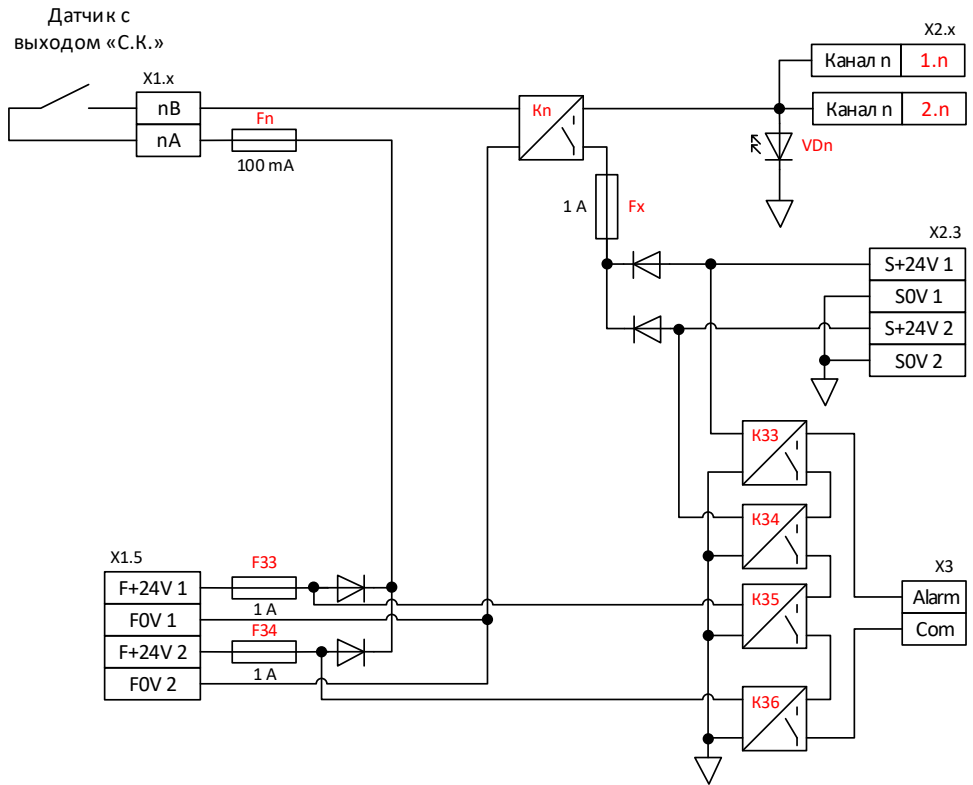 Датчик с
выходом «С.К.»
X1.x
nB
nA
Fn
100 mA
Kn
X2.x
Канал n 1.n
Канал n 2.n
VDn
1 A
Fx
X2.3
S+24V 1
S0V 1
S+24V 2
S0V 2
K33
K34
K35
K36
X1.5
F+24V 1
F0V 1
F+24V 2
F0V 2
F33
1 A
F34
1 A
X3
Alarm
Com